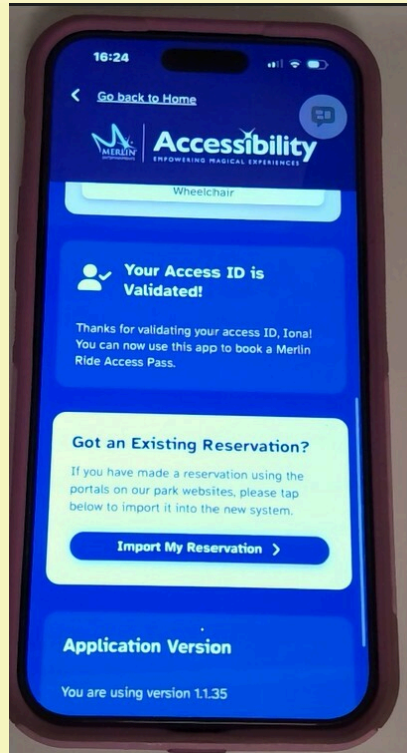 16:24
Go back to Home
MERLIN
ENTERTAINMENTS
Accessibility
EMPOWERING MAGICAL EXPERIENCES
Wheelchair
Your Access ID is
Validated!
Thanks for validating your access ID, Iona!
You can now use this app to book a Merlin
Ride Access Pass.
Got an Existing Reservation?
If you have made a reservation using the
portals on our park websites, please tap
below to import it into the new system.
Import My Reservation
Application Version
You are using version 1.1.35